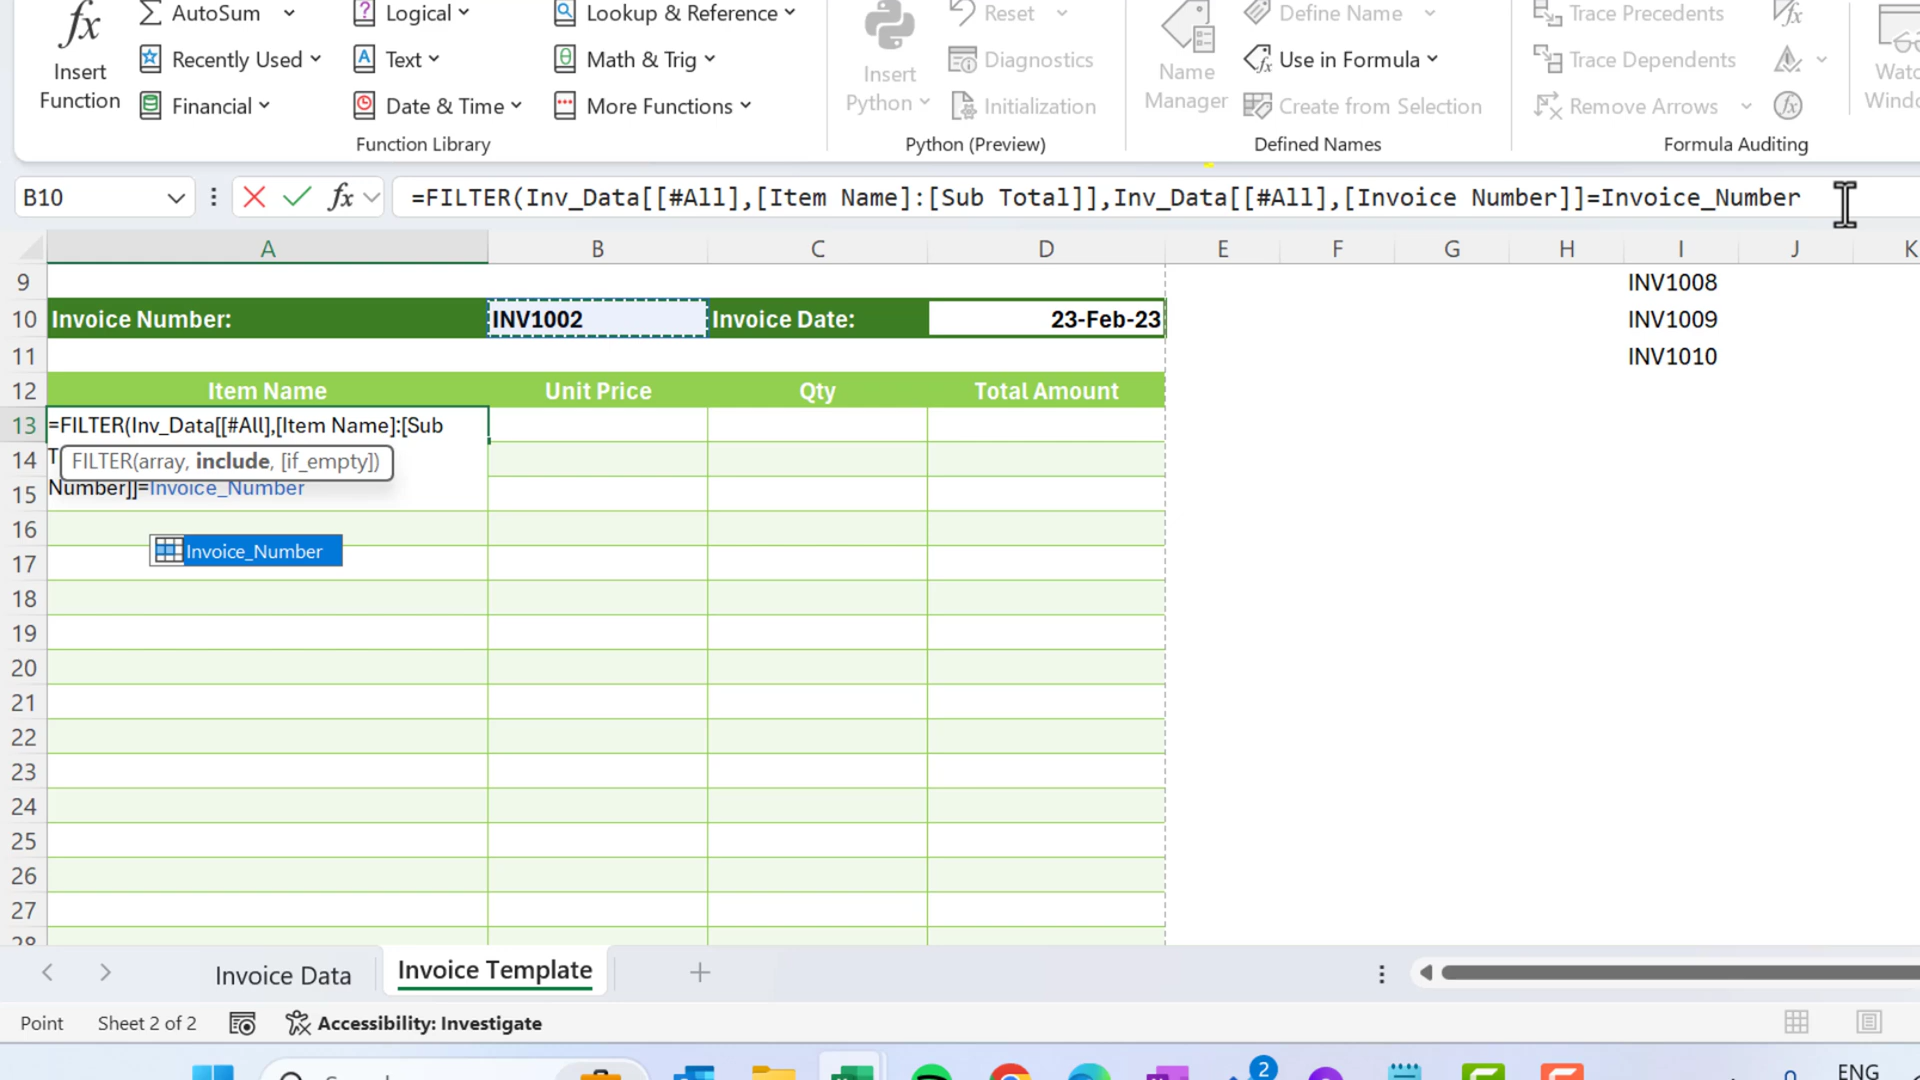 AutoSum
Logical
Lookup & Reference
Reset
Define Name
Trace Precedents
Insert
Function
Recently Used
Text
Math & Trig
Insert
Python
Diagnostics
Name
Manager
Use in Formula
Trace Dependents
Financial
Date & Time
More Functions
Initialization
Create from Selection
Remove Arrows
Function Library
Python (Preview)
Defined Names
Formula Auditing
B10
fx
=FILTER(Inv_Data[[#All],[Item Name]:[Sub Total]],Inv_Data[[#All],[Invoice Number]]=Invoice_Number
A B C D E F G H I J K
9 INV1008
10 Invoice Number: INV1002 Invoice Date: 23-Feb-23 INV1009
11 INV1010
12 Item Name Unit Price Qty Total Amount
13 =FILTER(Inv_Data[[#All],[Item Name]:[Sub
14 T FILTER(array, include, [if_empty])
15 Number]]=Invoice_Number
16
Invoice_Number
17
18
19
20
21
22
23
24
25
26
27
28
Invoice Data
Invoice Template
Point
Sheet 2 of 2
Accessibility: Investigate
2
ENG